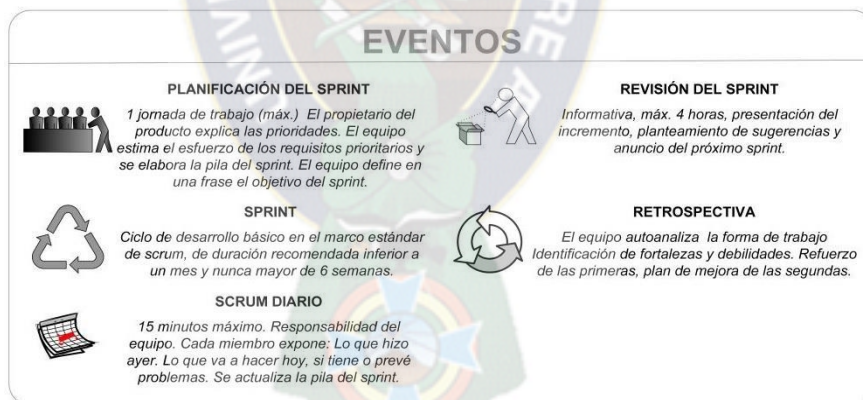 EVENTOS
PLANIFICACIÓN DEL SPRINT
1 jornada de trabajo (máx.) El propietario del
producto explica las prioridades. El equipo
estima el esfuerzo de los requisitos prioritarios y
se elabora la pila del sprint. El equipo define en
una frase el objetivo del sprint.
SPRINT
Ciclo de desarrollo básico en el marco estándar
de scrum, de duración recomendada inferior a
un mes y nunca mayor de 6 semanas.
SCRUM DIARIO
15 minutos máximo. Responsabilidad del
equipo. Cada miembro expone: Lo que hizo
ayer. Lo que va a hacer hoy, si tiene o prevé
problemas. Se actualiza la pila del sprint.
REVISIÓN DEL SPRINT
Informativa, máx. 4 horas, presentación del
incremento, planteamiento de sugerencias y
anuncio del próximo sprint.
RETROSPECTIVA
El equipo autoanaliza la forma de trabajo
Identificación de fortalezas y debilidades. Refuerzo
de las primeras, plan de mejora de las segundas.